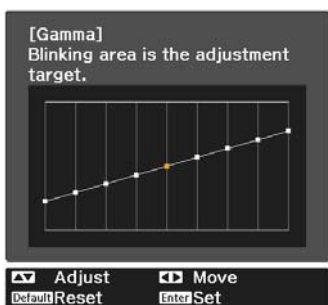 [Gamma]
Blinking area is the adjustment
target.
Adjust Move
Default Reset Enter Set